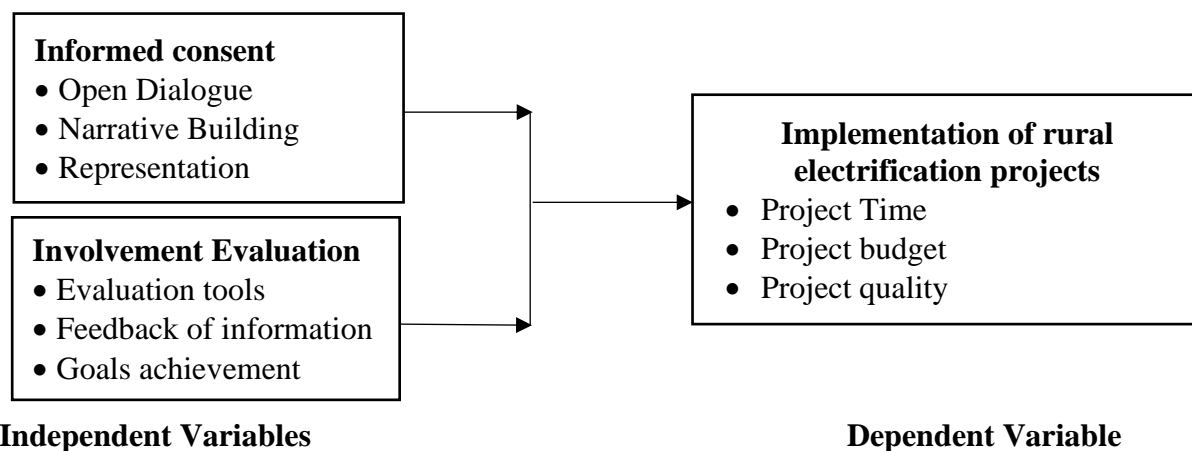 Informed consent
• Open Dialogue
• Narrative Building
• Representation
Involvement Evaluation
• Evaluation tools
• Feedback of information
• Goals achievement
Implementation of rural
electrification projects
• Project Time
• Project budget
• Project quality
Independent Variables
Dependent Variable